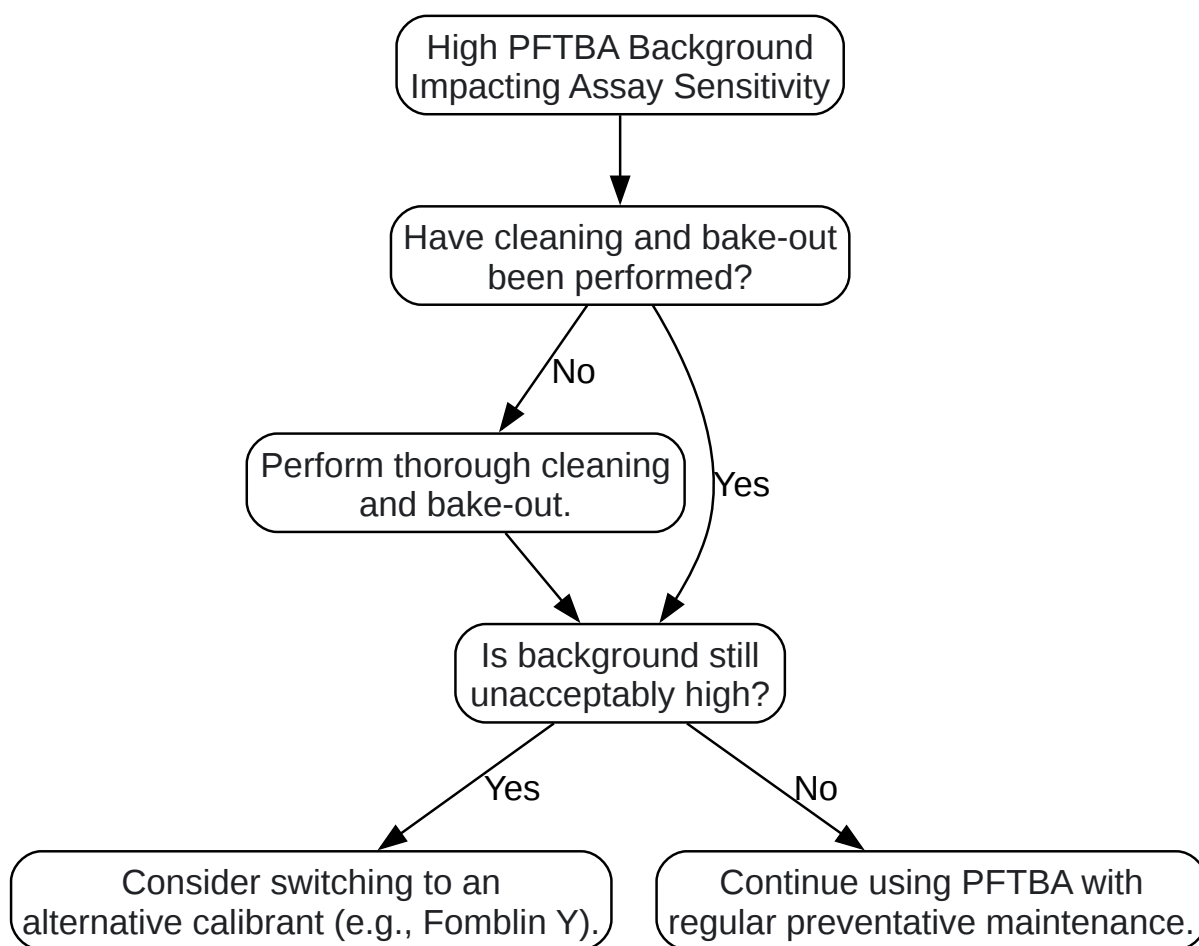 High PFTBA Background
Impacting Assay Sensitivity
Have cleaning and bake-out
been performed?
No
Perform thorough cleaning
and bake-out.
Yes
Is background still
unacceptably high?
Yes
No
Consider switching to an
alternative calibrant (e.g., Fomblin Y).
Continue using PFTBA with
regular preventative maintenance.